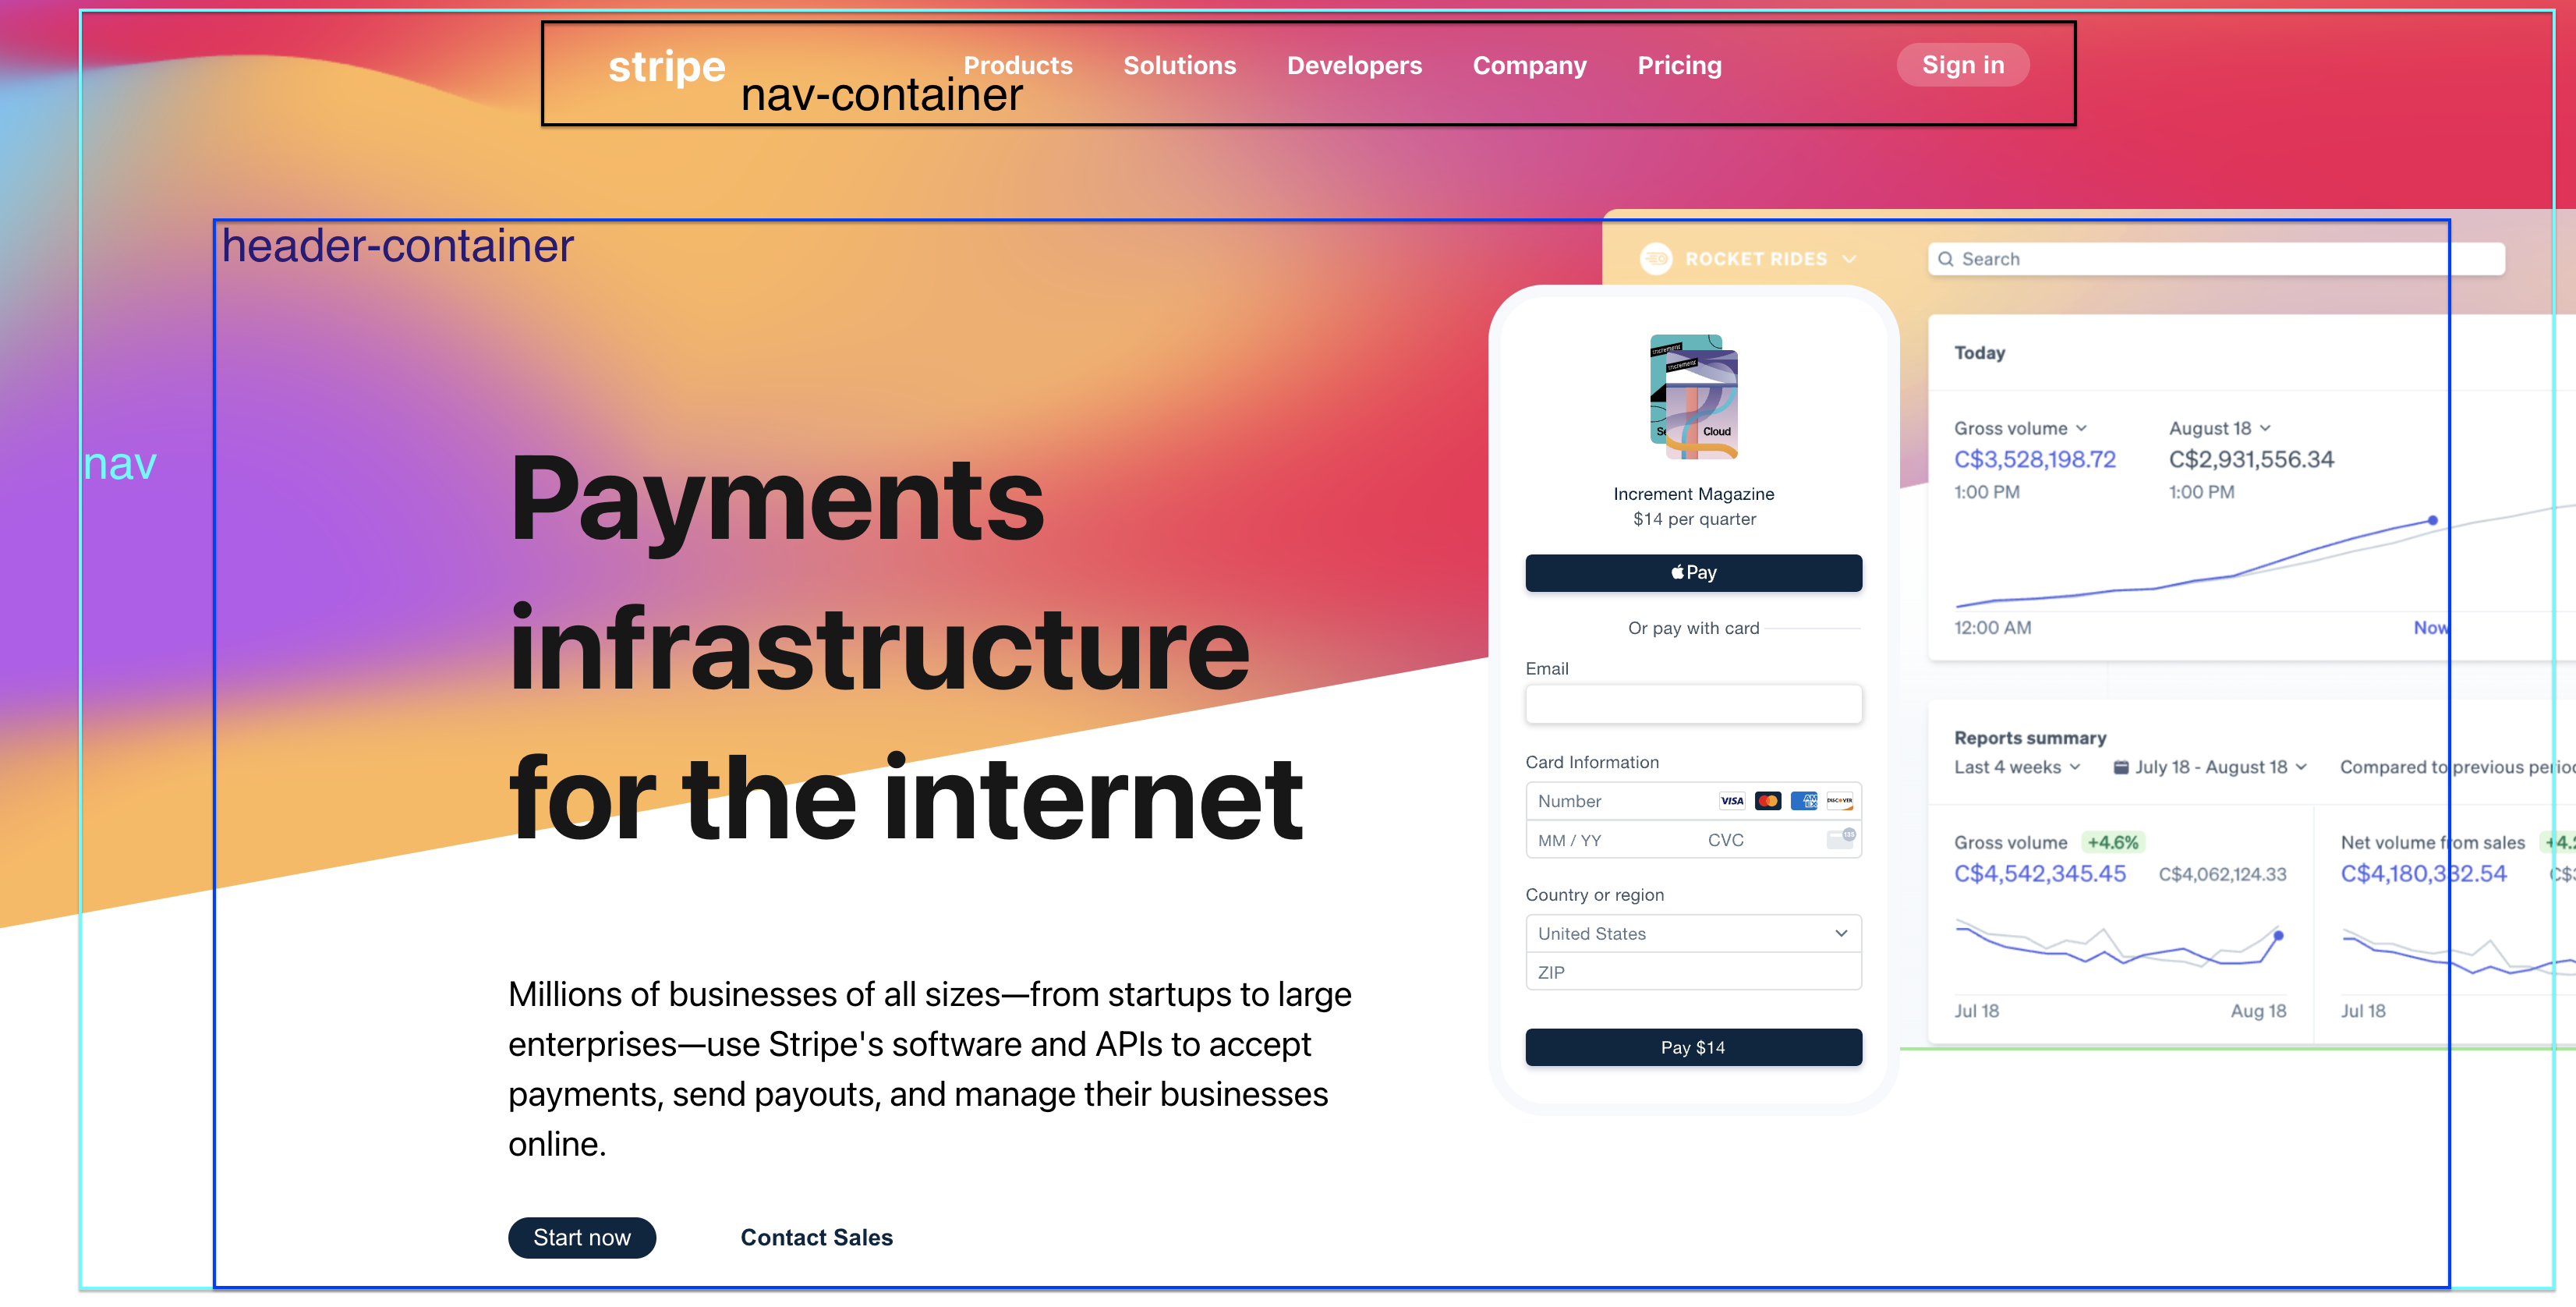 stripe
Products Solutions Developers Company Pricing Sign in
nav-container
header-container
nav
Payments
infrastructure
for the internet
Millions of businesses of all sizes—from startups to large
enterprises—use Stripe's software and APIs to accept
payments, send payouts, and manage their businesses
online.
Start now Contact Sales
increment
increment
Cloud
Increment Magazine
$14 per quarter
Pay
Or pay with card
Email
Card Information
Number VISA AMEX DISCOVER
MM / YY CVC 135
Country or region
United States
ZIP
Pay $14
ROCKET RIDES Search
Today
Gross volume August 18
C$3,528,198.72 C$2,931,556.34
1:00 PM 1:00 PM
12:00 AM Now
Reports summary
Last 4 weeks July 18 - August 18 Compared to previous
Gross volume +4.6% Net volume from sales
C$4,542,345.45 C$4,062,124.33 C$4,180,332.54
Jul 18 Aug 18 Jul 18